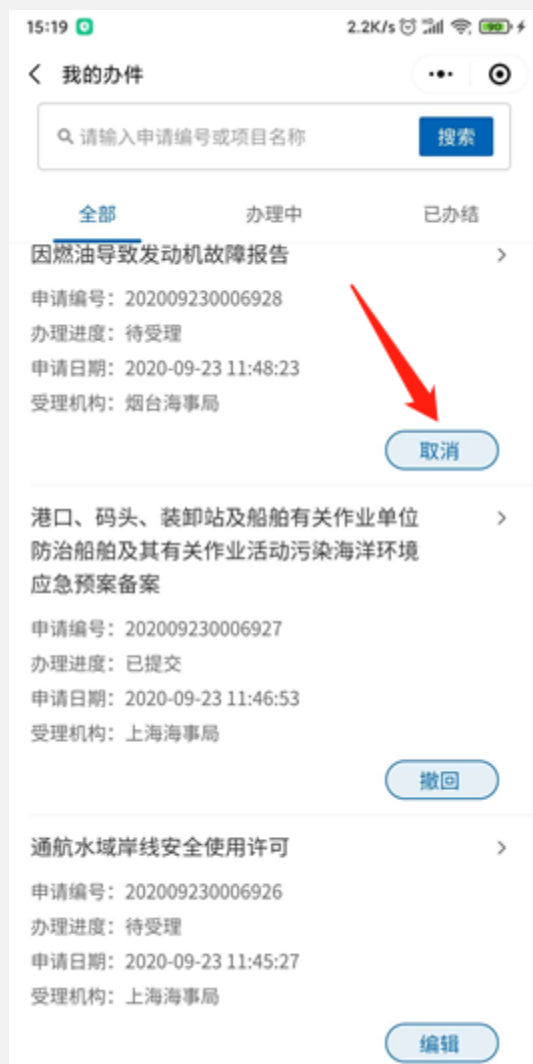 15:19
2.2K/s
90
我的办件
请输入申请编号或项目名称
搜索
全部
办理中
已办结
因燃油导致发动机故障报告
申请编号：202009230006928
办理进度：待受理
申请日期：2020-09-23 11:48:23
受理机构：烟台海事局
取消
港口、码头、装卸站及船舶有关作业单位
防治船舶及其有关作业活动污染海洋环境
应急预案备案
申请编号：202009230006927
办理进度：已提交
申请日期：2020-09-23 11:46:53
受理机构：上海海事局
撤回
通航水域岸线安全使用许可
申请编号：202009230006926
办理进度：待受理
申请日期：2020-09-23 11:45:27
受理机构：上海海事局
编辑